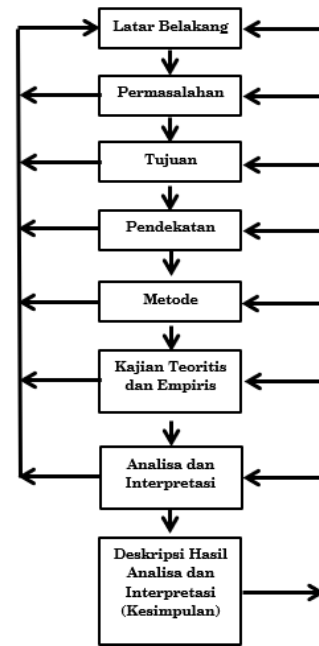 Latar Belakang
Permasalahan
Tujuan
Pendekatan
Metode
Kajian Teoritis
dan Empiris
Analisa dan
Interpretasi
Deskripsi Hasil
Analisa dan
Interpretasi
(Kesimpulan)